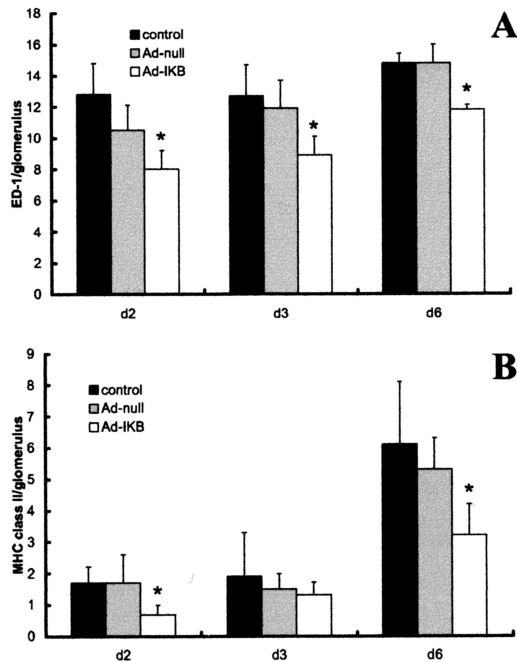 A
control
Ad-null
Ad-IKB
18
16
14
12
10
8
6
4
2
0
ED-1/glomerulus
*
*
*
d2 d3 d6
B
control
Ad-null
Ad-IKB
9
8
7
6
5
4
3
2
1
0
MHC class II/glomerulus
*
*
d2 d3 d6